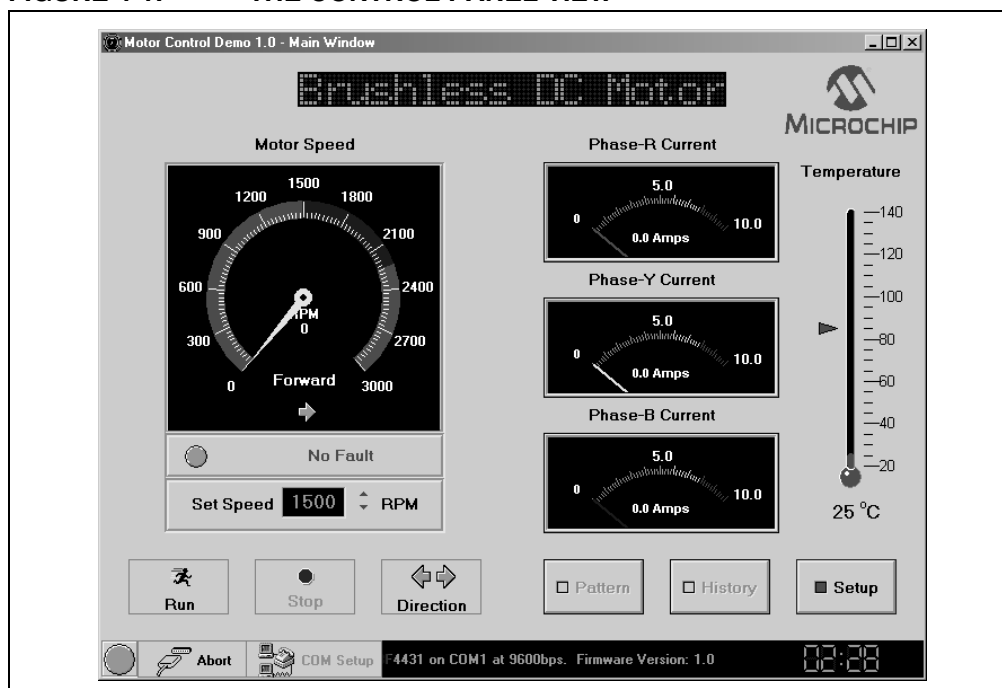 Motor Control Demo 1.0 - Main Window
Brushless DC Motor
MICROCHIP
Motor Speed
0
300
600
900
1200
1500
1800
2100
2400
2700
3000
RPM
0
Forward
No Fault
Set Speed 1500 RPM
Phase-R Current
0
5.0
10.0
0.0 Amps
Phase-Y Current
0
5.0
10.0
0.0 Amps
Phase-B Current
0
5.0
10.0
0.0 Amps
Temperature
140
120
100
80
60
40
20
25 °C
Run
Stop
Direction
Pattern
History
Setup
Abort
COM Setup
F4431 on COM1 at 9600bps. Firmware Version: 1.0
02:28